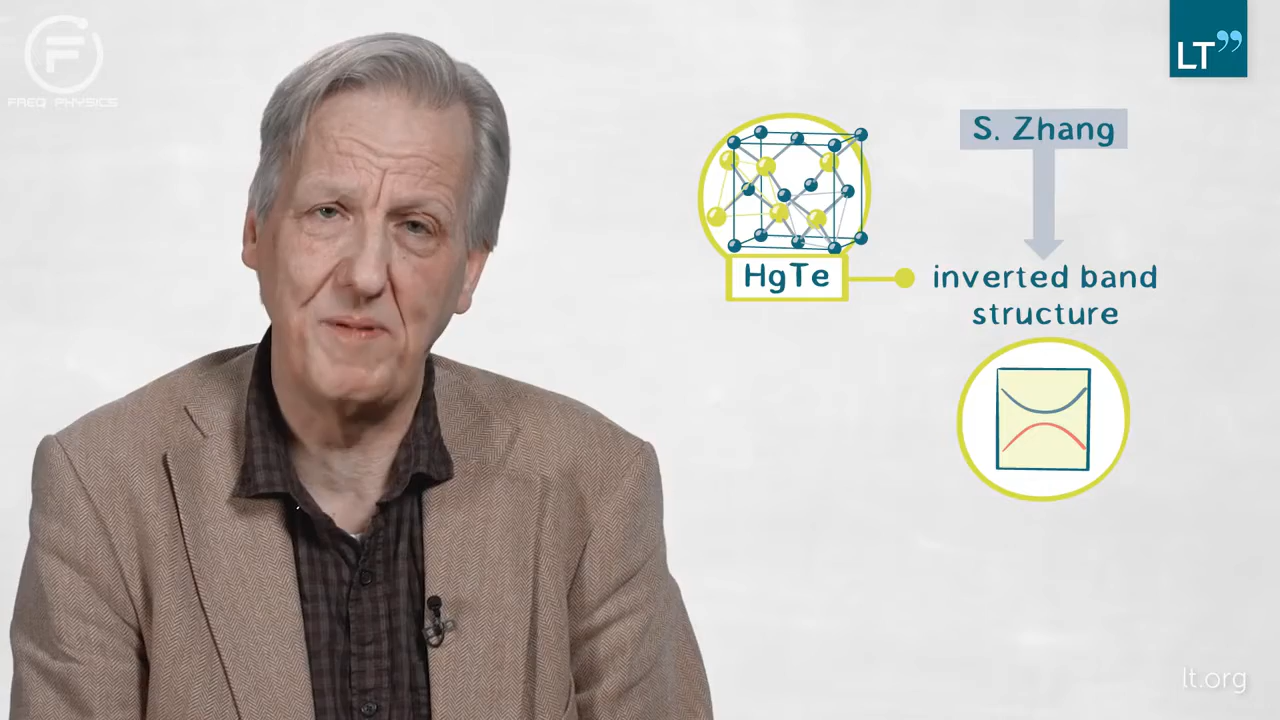 F
FREQ PHYSICS
LT”
S. Zhang
HgTe
inverted band
structure
lt.org